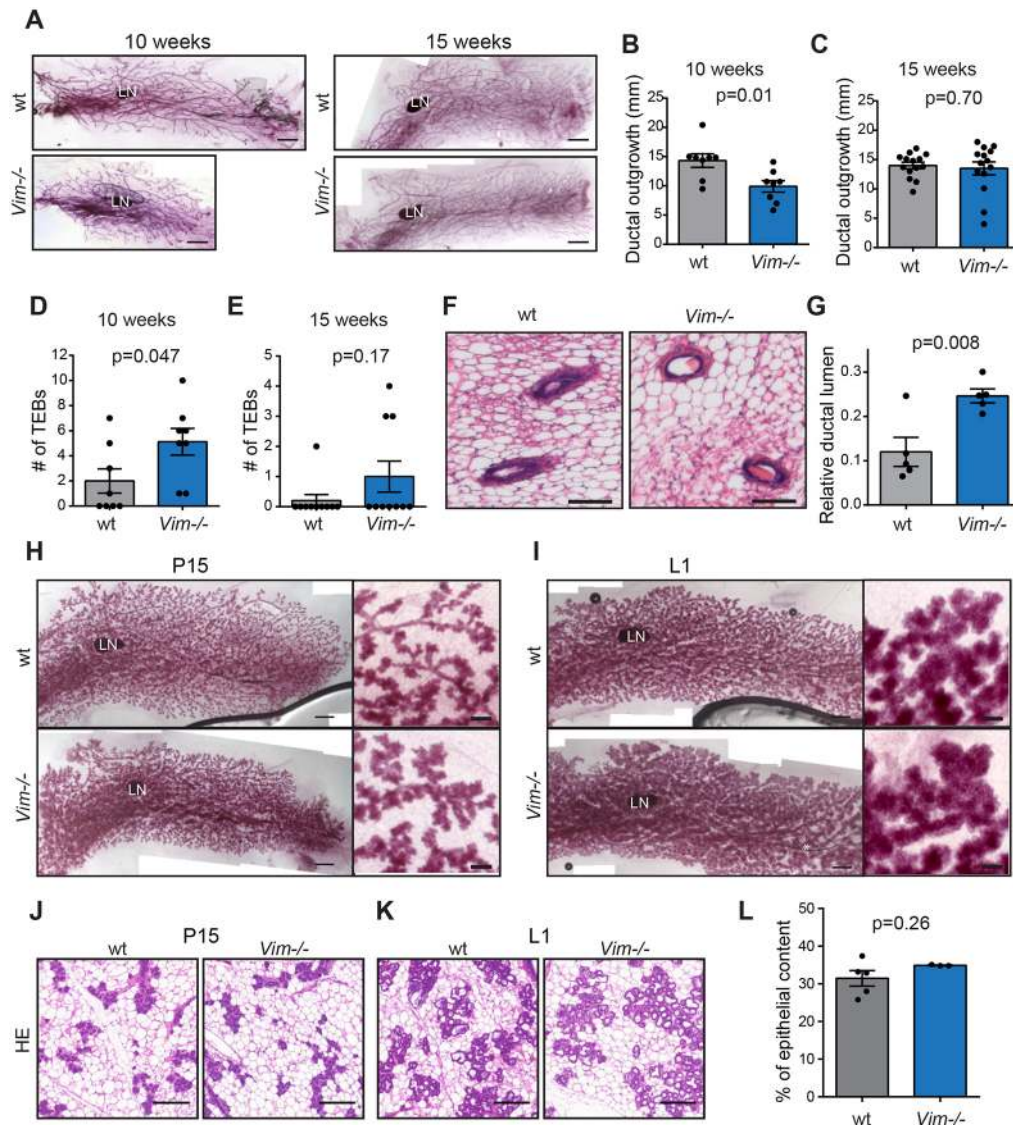 A
10 weeks
15 weeks
wt
LN
LN
Vim-/-
LN
Vim-/-
LN
wt
B
10 weeks
p=0.01
Ductal outgrowth (mm)
25
20
15
10
5
0
wt
Vim-/-
C
15 weeks
p=0.70
Ductal outgrowth (mm)
25
20
15
10
5
0
wt
Vim-/-
D
10 weeks
p=0.047
# of TEBs
12
10
8
6
4
2
0
wt
Vim-/-
E
15 weeks
p=0.17
# of TEBs
5
4
3
2
1
0
wt
Vim-/-
F
wt
Vim-/-
G
p=0.008
Relative ductal lumen
0.3
0.2
0.1
0.0
wt
Vim-/-
H
P15
wt
LN
Vim-/-
LN
I
L1
wt
LN
Vim-/-
LN
J
P15
wt
Vim-/-
HE
K
L1
wt
Vim-/-
L
p=0.26
% of epithelial content
50
40
30
20
10
0
wt
Vim-/-